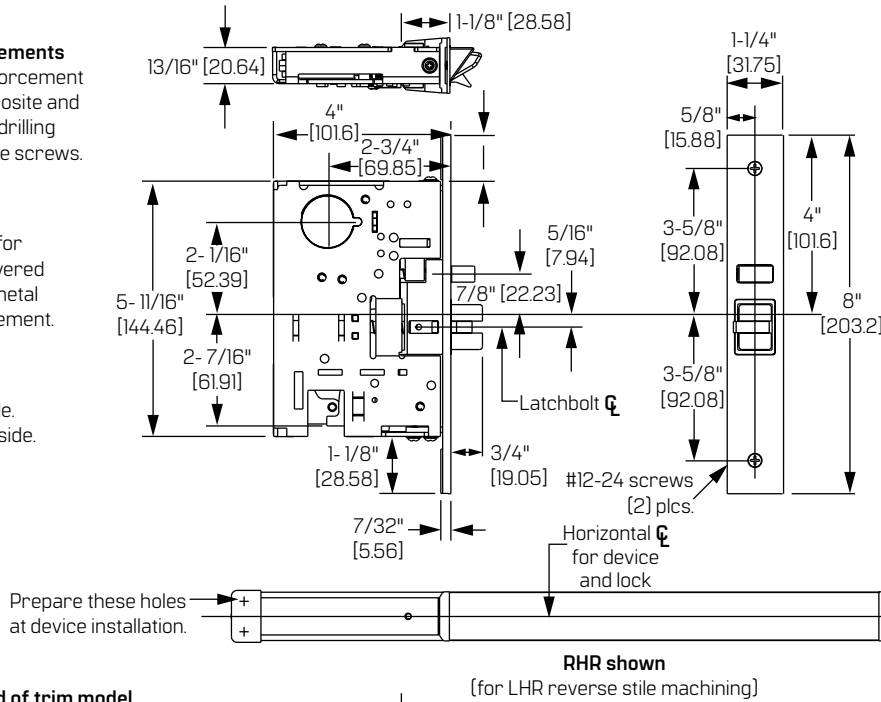 ements
orcement
osite and
drilling
e screws.
for
vered
netal
ement.
le.
side.
1-1/8" [28.58]
13/16" [20.64]
4"
[101.6]
2-3/4"
[69.85]
2- 1/16"
[52.39]
5- 11/16"
[144.46]
2- 7/16"
[61.91]
5/16"
[7.94]
7/8" [22.23]
Latchbolt ℄
1- 1/8"
[28.58]
3/4"
[19.05]
7/32"
[5.56]
1-1/4"
[31.75]
5/8"
[15.88]
3-5/8"
[92.08]
4"
[101.6]
8"
[203.2]
3-5/8"
[92.08]
#12-24 screws
(2) plcs.
Horizontal ℄
for device
and lock
Prepare these holes
at device installation.
RHR shown
(for LHR reverse stile machining)
d of trim model